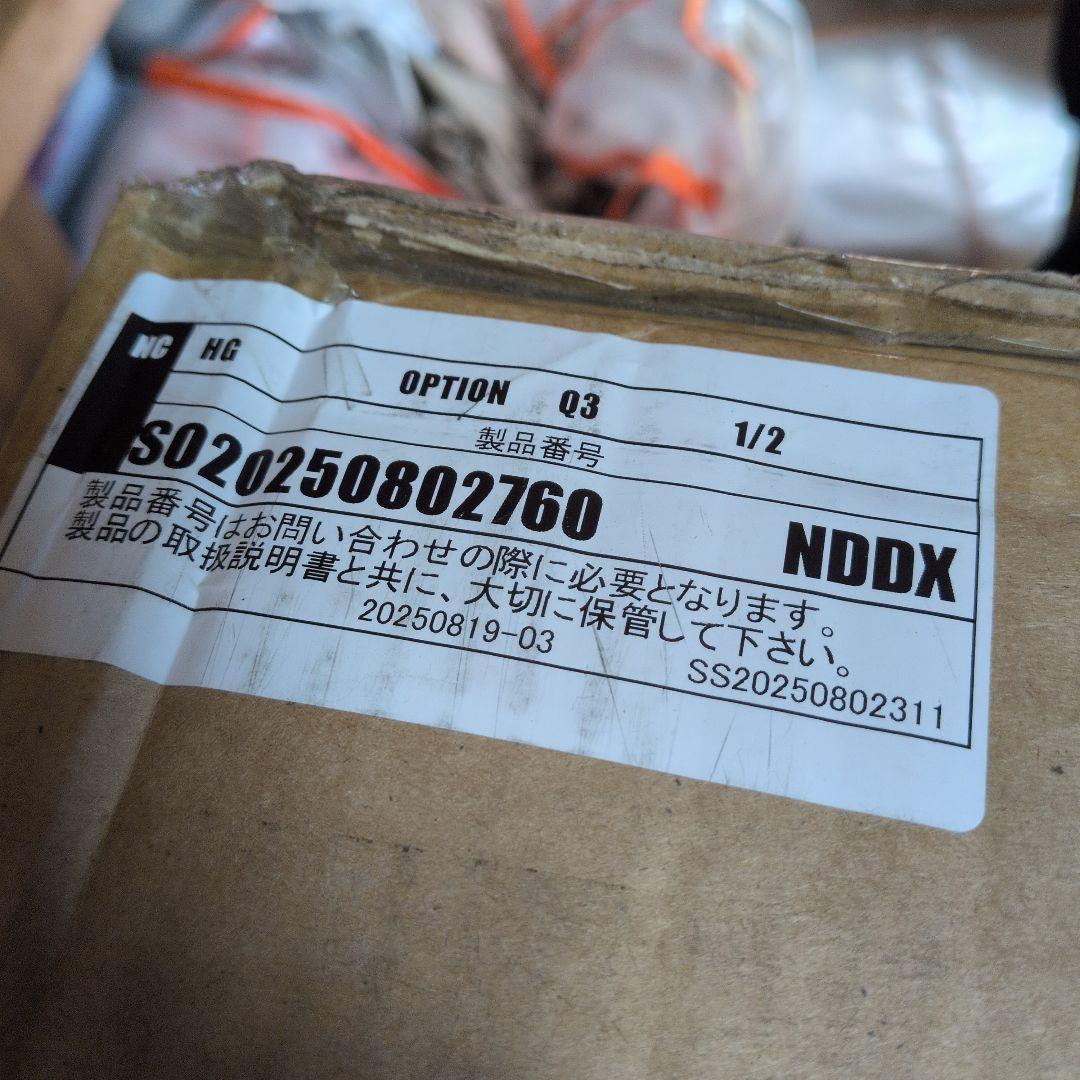 NC HG OPTION Q3 1/2
製品番号
SO20250802760 NDDX
製品番号はお問い合わせの際に必要となります。
製品の取扱説明書と共に、大切に保管して下さい。
20250819-03 SS20250802311